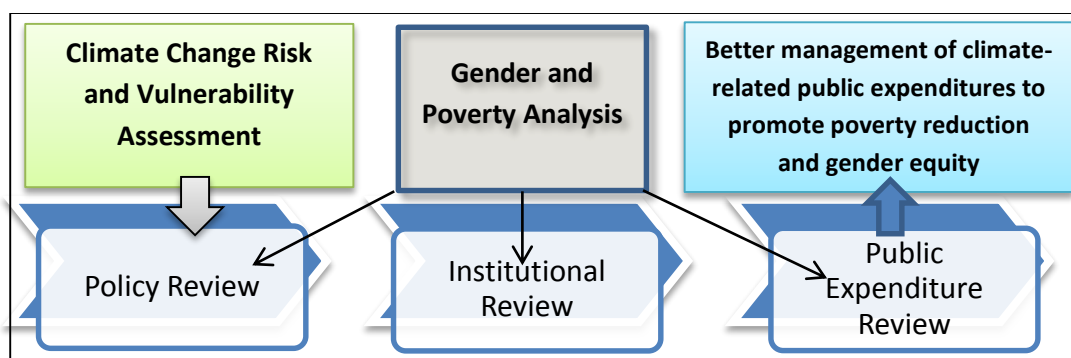 Climate Change Risk
and Vulnerability
Assessment
Gender and
Poverty Analysis
Better management of climate-
related public expenditures to
promote poverty reduction
and gender equity
Policy Review
Institutional
Review
Public
Expenditure
Review